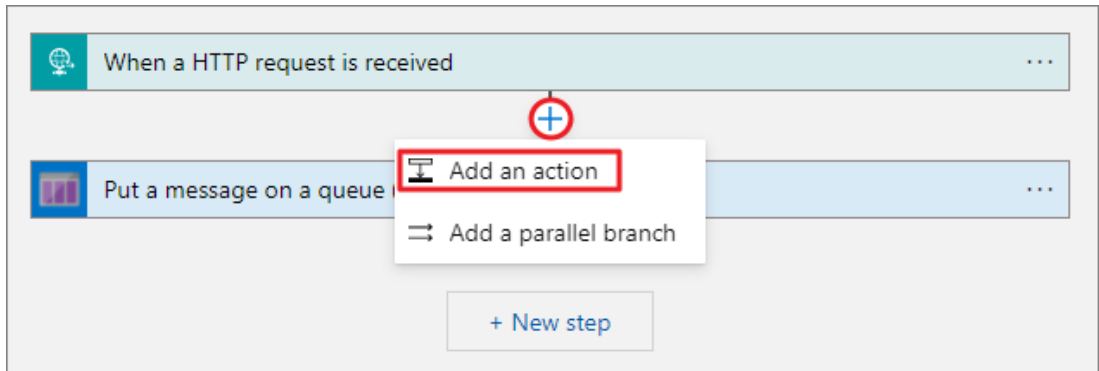 When a HTTP request is received
Add an action
Put a message on a queue
Add a parallel branch
+ New step